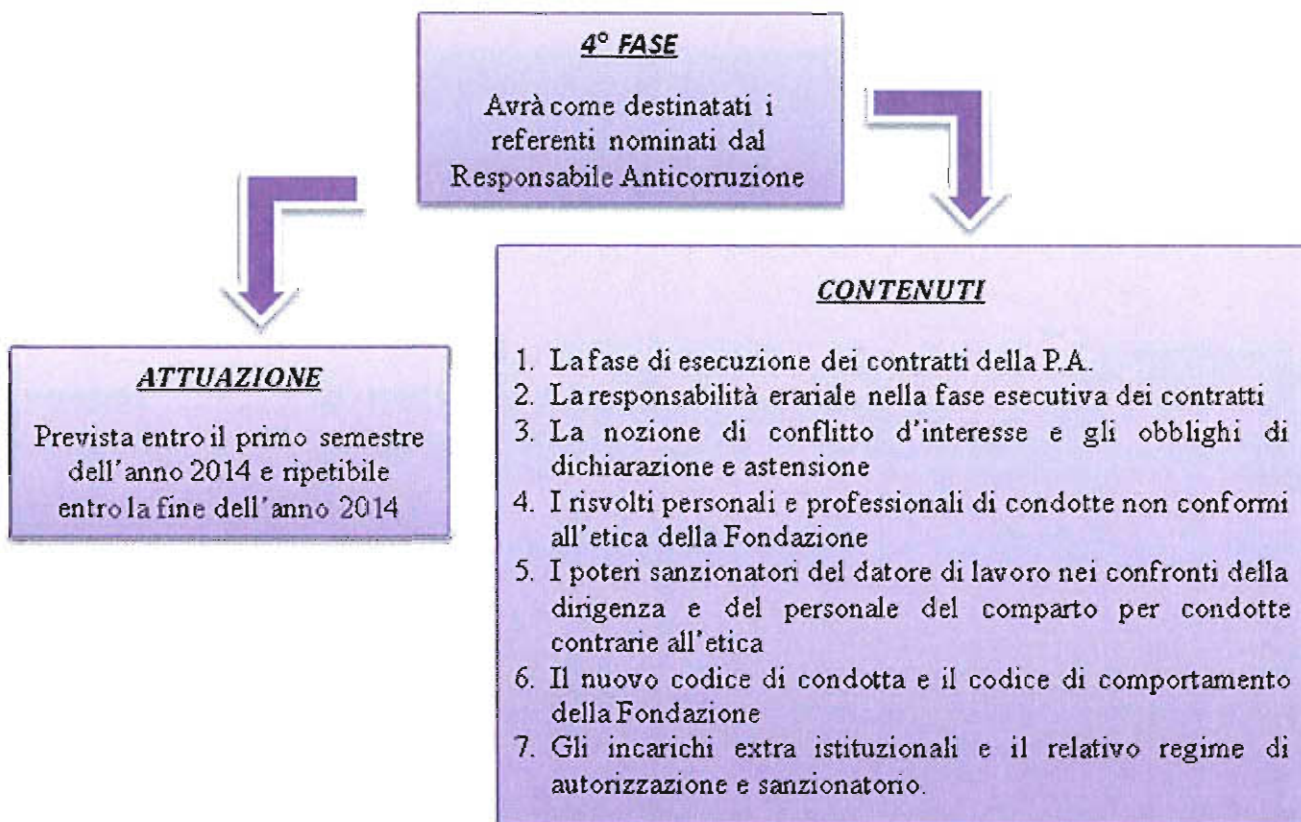 4° FASE
Avrà come destinatati i
referenti nominati dal
Responsabile Anticorruzione
ATTUAZIONE
Prevista entro il primo semestre
dell'anno 2014 e ripetibile
entro la fine dell'anno 2014
CONTENUTI
1. La fase di esecuzione dei contratti della P.A.
2. La responsabilità erariale nella fase esecutiva dei contratti
3. La nozione di conflitto d'interesse e gli obblighi di
dichiarazione e astensione
4. I risvolti personali e professionali di condotte non conformi
all'etica della Fondazione
5. I poteri sanzionatori del datore di lavoro nei confronti della
dirigenza e del personale del comparto per condotte
contrarie all'etica
6. Il nuovo codice di condotta e il codice di comportamento
della Fondazione
7. Gli incarichi extra istituzionali e il relativo regime di
autorizzazione e sanzionatorio.